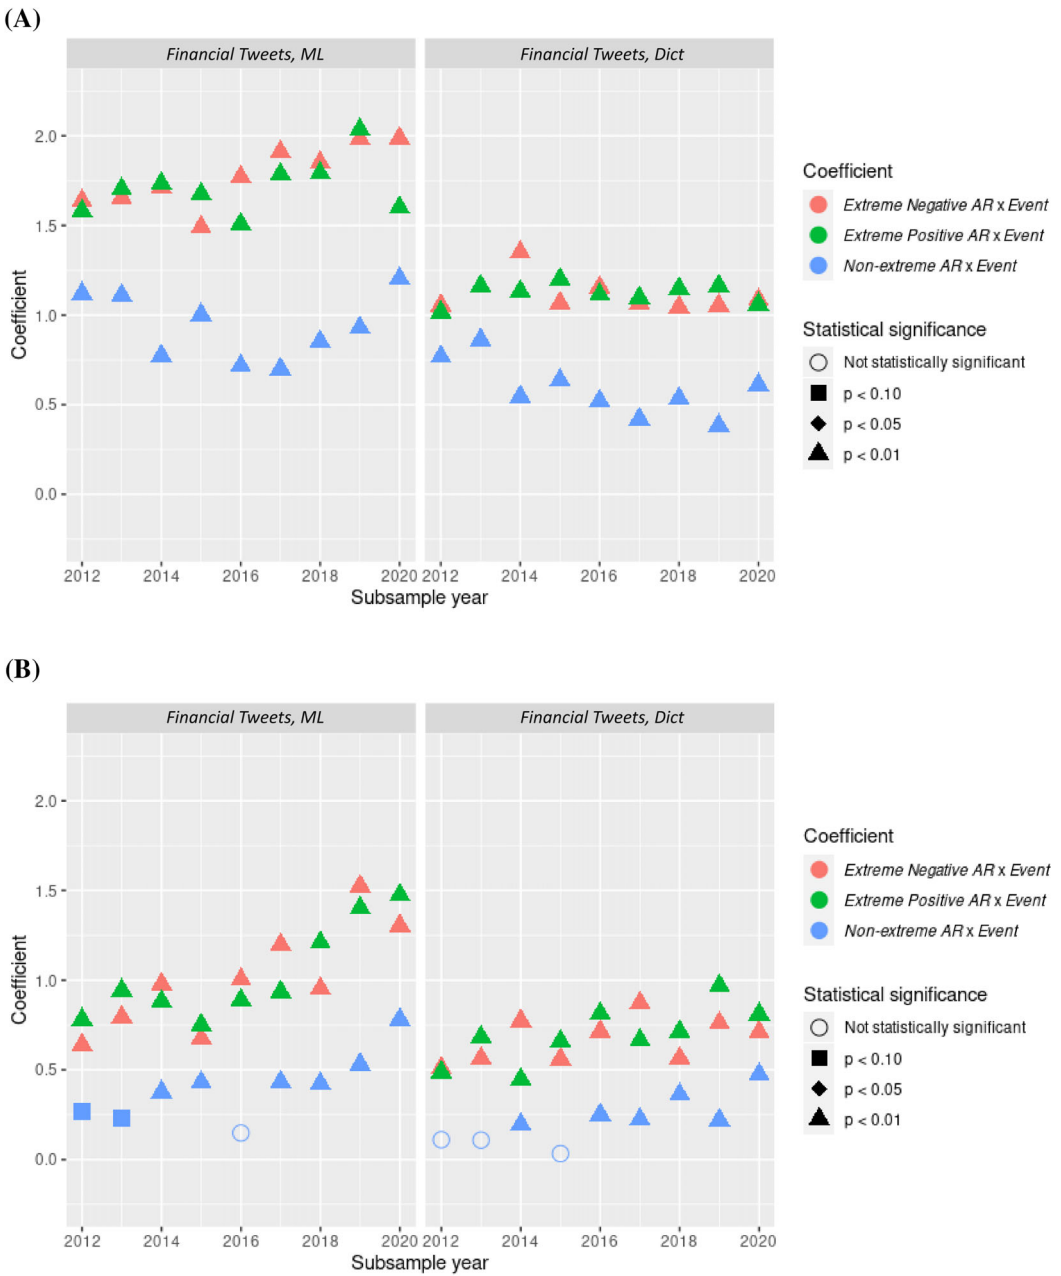 (A)
Financial Tweets, ML
Financial Tweets, Dict
2.0
1.5
1.0
0.5
0.0
Coefficient
2012 2014 2016 2018 2020 2012 2014 2016 2018 2020
Subsample year
Coefficient
Extreme Negative AR x Event
Extreme Positive AR x Event
Non-extreme AR x Event
Statistical significance
Not statistically significant
p < 0.10
p < 0.05
p < 0.01
(B)
Financial Tweets, ML
Financial Tweets, Dict
2.0
1.5
1.0
0.5
0.0
Coefficient
2012 2014 2016 2018 2020 2012 2014 2016 2018 2020
Subsample year
Coefficient
Extreme Negative AR x Event
Extreme Positive AR x Event
Non-extreme AR x Event
Statistical significance
Not statistically significant
p < 0.10
p < 0.05
p < 0.01